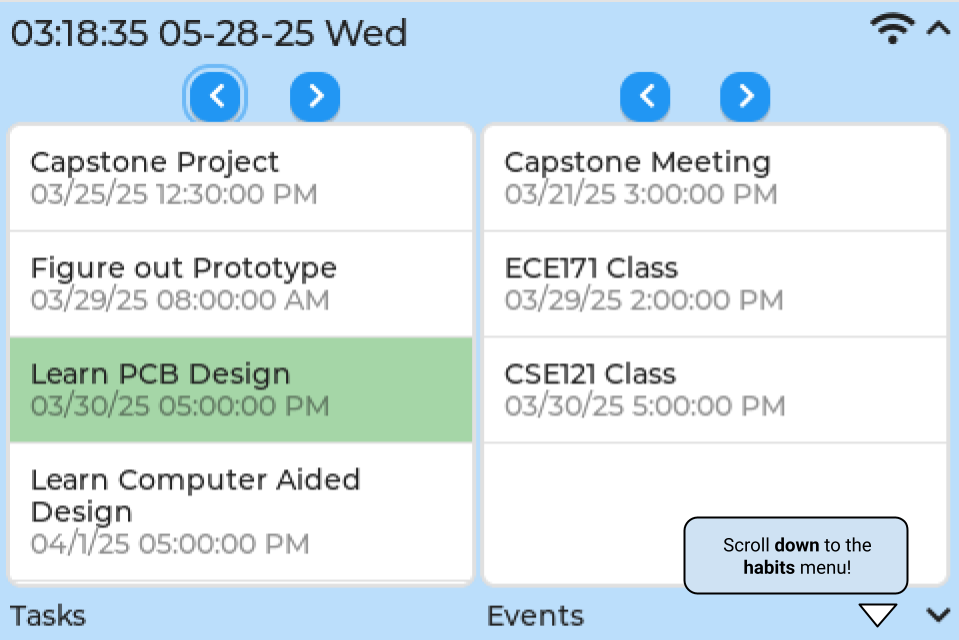 03:18:35 05-28-25 Wed
Capstone Project
03/25/25 12:30:00 PM
Figure out Prototype
03/29/25 08:00:00 AM
Learn PCB Design
03/30/25 05:00:00 PM
Learn Computer Aided
Design
04/1/25 05:00:00 PM
Capstone Meeting
03/21/25 3:00:00 PM
ECE171 Class
03/29/25 2:00:00 PM
CSE121 Class
03/30/25 5:00:00 PM
Scroll down to the
habits menu!
Tasks
Events